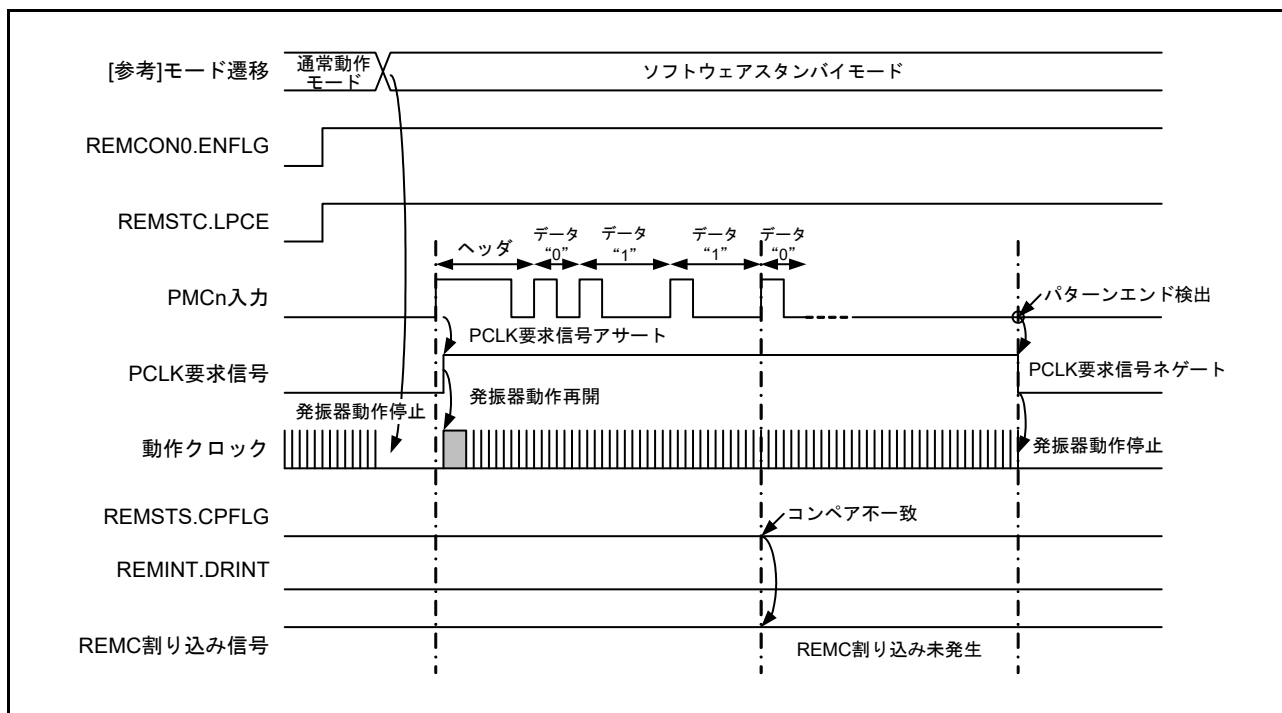 [参考]モード遷移
通常動作
モード
ソフトウェアスタンバイモード
REMCON0.ENFLG
REMSTC.LPCE
ヘッダ
データ
“0”
データ
“1”
データ
“1”
データ
“0”
PMCn入力
パターンエンド検出
PCLK要求信号アサート
PCLK要求信号
PCLK要求信号ネゲート
発振器動作再開
発振器動作停止
動作クロック
発振器動作停止
REMSTS.CPFLG
コンペア不一致
REMINT.DRINT
REMC割り込み信号
REMC割り込み未発生